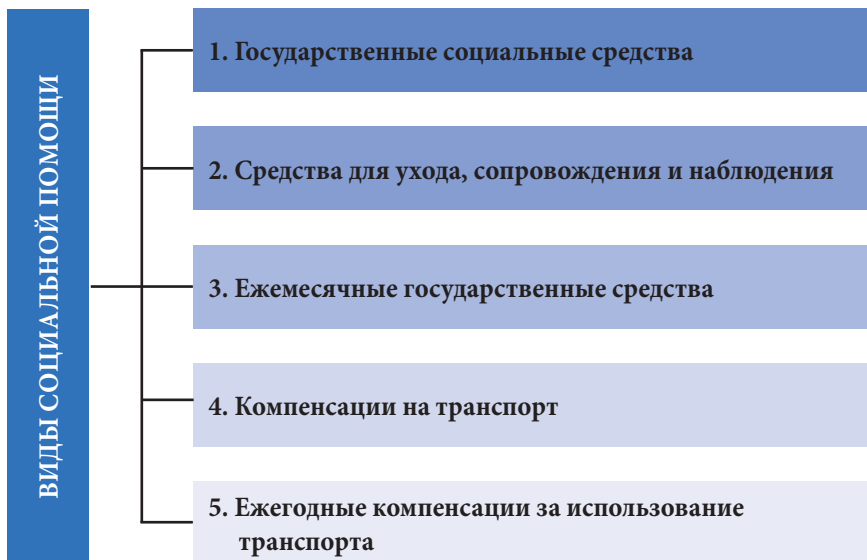 ВИДЫ СОЦИАЛЬНОЙ ПОМОЩИ
1. Государственные социальные средства
2. Средства для ухода, сопровождения и наблюдения
3. Ежемесячные государственные средства
4. Компенсации на транспорт
5. Ежегодные компенсации за использование
транспорта